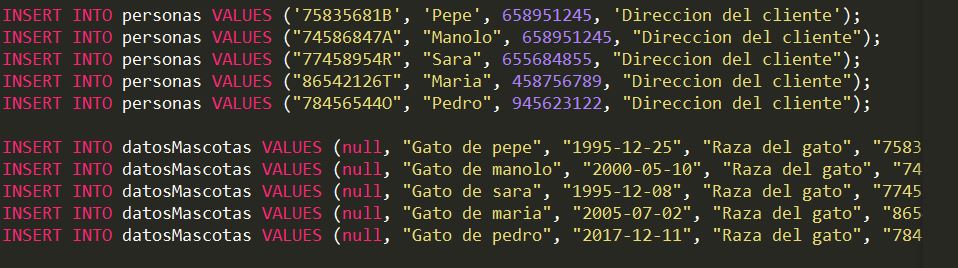 INSERT INTO personas VALUES ('75835681B', 'Pepe', 658951245, 'Direccion del cliente');
INSERT INTO personas VALUES ("74586847A", "Manolo", 658951245, "Direccion del cliente");
INSERT INTO personas VALUES ("77458954R", "Sara", 655684855, "Direccion del cliente");
INSERT INTO personas VALUES ("86542126T", "Maria", 458756789, "Direccion del cliente");
INSERT INTO personas VALUES ("78456544O", "Pedro", 945623122, "Direccion del cliente");
INSERT INTO datosMascotas VALUES (null, "Gato de pepe", "1995-12-25", "Raza del gato", "7583
INSERT INTO datosMascotas VALUES (null, "Gato de manolo", "2000-05-10", "Raza del gato", "74
INSERT INTO datosMascotas VALUES (null, "Gato de sara", "1995-12-08", "Raza del gato", "7745
INSERT INTO datosMascotas VALUES (null, "Gato de maria", "2005-07-02", "Raza del gato", "865
INSERT INTO datosMascotas VALUES (null, "Gato de pedro", "2017-12-11", "Raza del gato", "784